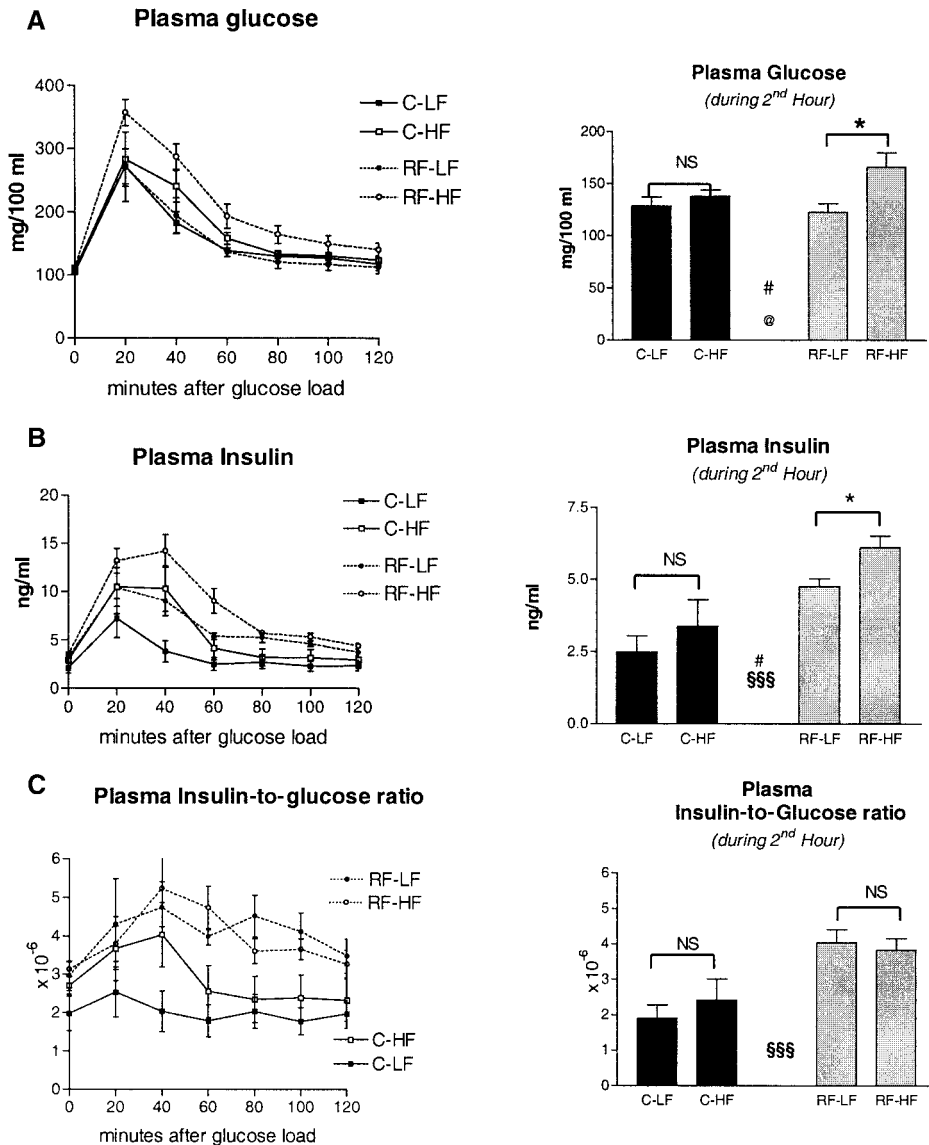 A
Plasma glucose
400
300
200
100
0
mg/100 ml
0 20 40 60 80 100 120
minutes after glucose load
C-LF
C-HF
RF-LF
RF-HF
Plasma Glucose
(during 2nd Hour)
200
150
100
50
0
mg/100 ml
NS
*
#
@
C-LF C-HF RF-LF RF-HF
B
Plasma Insulin
20
15
10
5
0
ng/ml
0 20 40 60 80 100 120
minutes after glucose load
C-LF
C-HF
RF-LF
RF-HF
Plasma Insulin
(during 2nd Hour)
7.5
5.0
2.5
0.0
ng/ml
NS
*
#
§§§
C-LF C-HF RF-LF RF-HF
C
Plasma Insulin-to-glucose ratio
6
5
4
3
2
1
0
x 10-6
0 20 40 60 80 100 120
minutes after glucose load
RF-LF
RF-HF
C-HF
C-LF
Plasma
Insulin-to-Glucose ratio
(during 2nd Hour)
6
5
4
3
2
1
0
x 10-6
NS
NS
§§§
C-LF C-HF RF-LF RF-HF